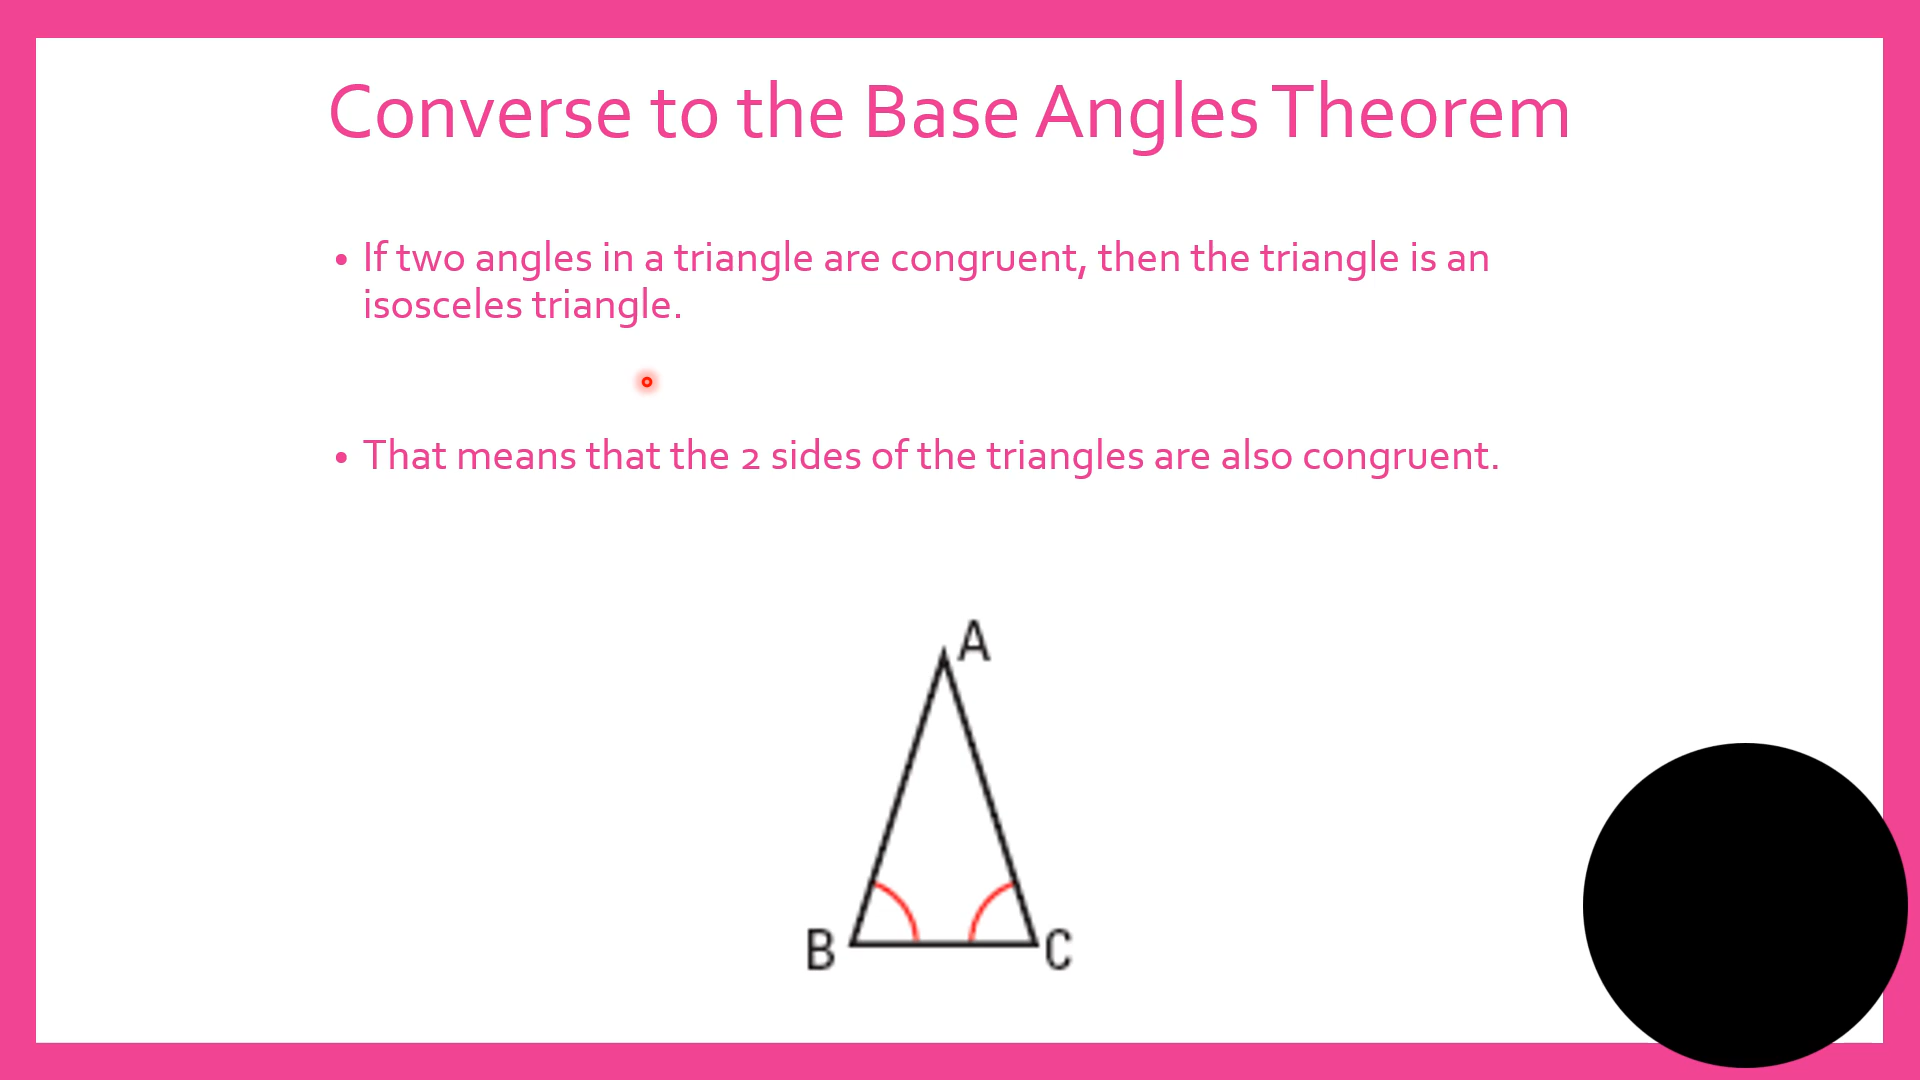 Converse to the Base Angles Theorem
• If two angles in a triangle are congruent, then the triangle is an
isosceles triangle.
• That means that the 2 sides of the triangles are also congruent.
A
B
C